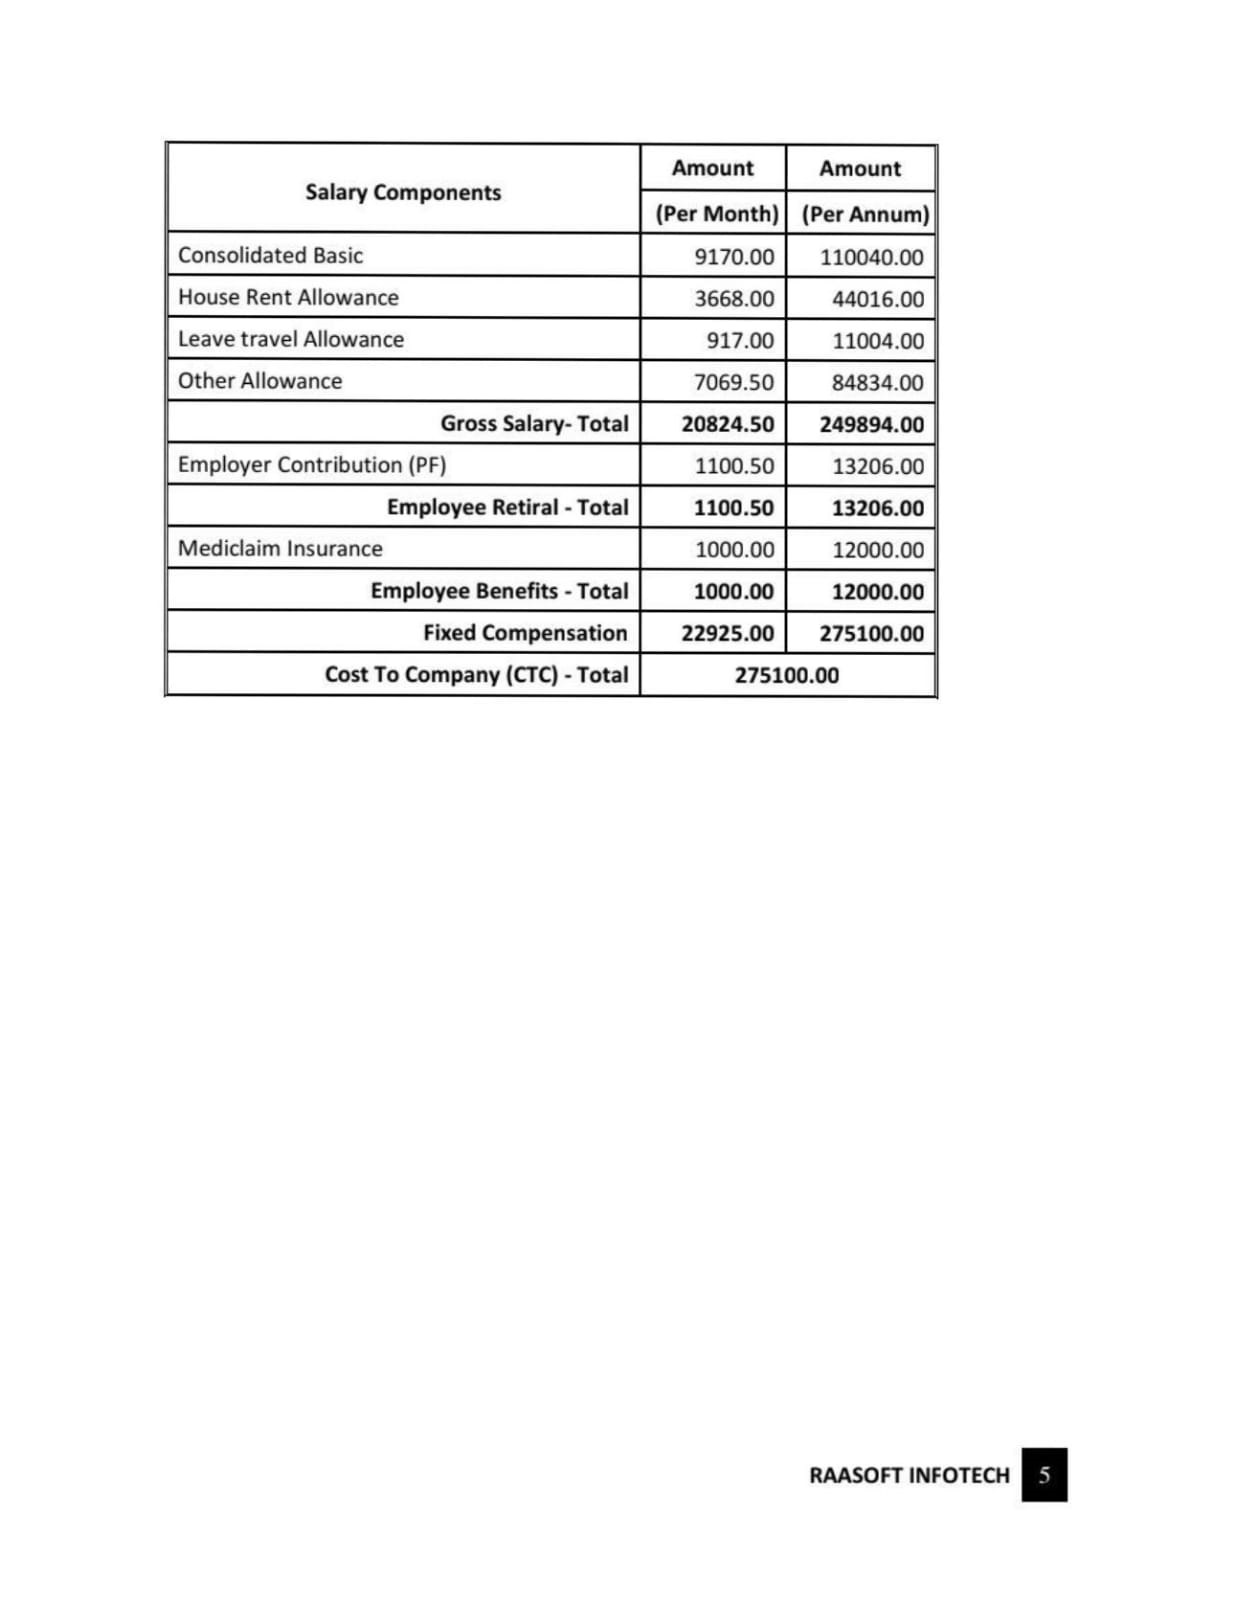 Salary Components Amount Amount
(Per Month) (Per Annum)
Consolidated Basic 9170.00 110040.00
House Rent Allowance 3668.00 44016.00
Leave travel Allowance 917.00 11004.00
Other Allowance 7069.50 84834.00
Gross Salary- Total 20824.50 249894.00
Employer Contribution (PF) 1100.50 13206.00
Employee Retiral - Total 1100.50 13206.00
Mediclaim Insurance 1000.00 12000.00
Employee Benefits - Total 1000.00 12000.00
Fixed Compensation 22925.00 275100.00
Cost To Company (CTC) - Total 275100.00
RAASOFT INFOTECH 5